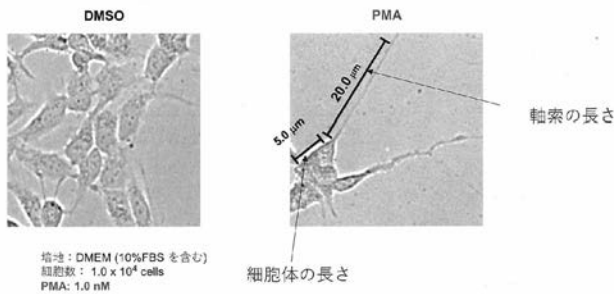 DMSO
PMA
20.0 μm
5.0 μm
軸索の長さ
細胞体の長さ
培地：DMEM (10%FBS を含む)
細胞数： 1.0 x 10⁴ cells
PMA: 1.0 nM